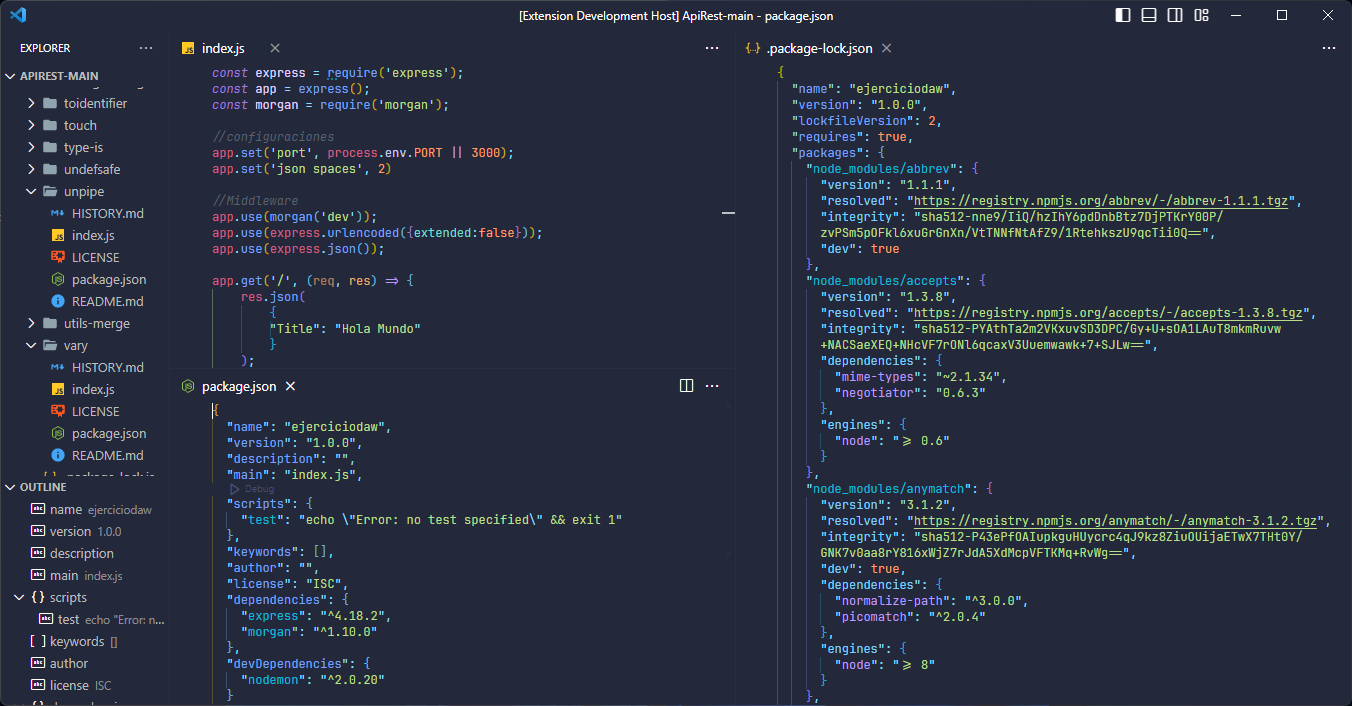 [Extension Development Host] ApiRest-main - package.json
EXPLORER
APIREST-MAIN
toidentifier
touch
type-is
undefsafe
unpipe
HISTORY.md
index.js
LICENSE
package.json
README.md
utils-merge
vary
HISTORY.md
index.js
LICENSE
package.json
README.md
OUTLINE
name ejerciciodaw
version 1.0.0
description
main index.js
{} scripts
test echo "Error: n...
[ ] keywords []
author
license ISC
index.js
const express = require('express');
const app = express();
const morgan = require('morgan');
//configuraciones
app.set('port', process.env.PORT || 3000);
app.set('json spaces', 2)
//Middleware
app.use(morgan('dev'));
app.use(express.urlencoded({extended:false}));
app.use(express.json());
app.get('/', (req, res) => {
res.json(
{
"Title": "Hola Mundo"
}
);
package.json
{
"name": "ejerciciodaw",
"version": "1.0.0",
"description": "",
"main": "index.js",
Debug
"scripts": {
"test": "echo \"Error: no test specified\" && exit 1"
},
"keywords": [],
"author": "",
"license": "ISC",
"dependencies": {
"express": "^4.18.2",
"morgan": "^1.10.0"
},
"devDependencies": {
"nodemon": "^2.0.20"
}
{..} .package-lock.json
{
"name": "ejerciciodaw",
"version": "1.0.0",
"lockfileVersion": 2,
"requires": true,
"packages": {
"node_modules/abbrev": {
"version": "1.1.1",
"resolved": "https://registry.npmjs.org/abbrev/-/abbrev-1.1.1.tgz",
"integrity": "sha512-nne9/IiQ/hzIhY6pdDnbBtz7DjPTKrY00P/
zvPSm5pOFkl6xuGrGnXn/VtTNNfNtAfZ9/1RtehkszU9qcTii0Q==",
"dev": true
},
"node_modules/accepts": {
"version": "1.3.8",
"resolved": "https://registry.npmjs.org/accepts/-/accepts-1.3.8.tgz",
"integrity": "sha512-PYAthTa2m2VKxuvSD3DPC/Gy+U+sOA1LAuT8mkmRuvw
+NACSaeXEQ+NHcVF7rONl6qcaxV3Uuemwawk+7+SJLw==",
"dependencies": {
"mime-types": "~2.1.34",
"negotiator": "0.6.3"
},
"engines": {
"node": ">= 0.6"
}
},
"node_modules/anymatch": {
"version": "3.1.2",
"resolved": "https://registry.npmjs.org/anymatch/-/anymatch-3.1.2.tgz",
"integrity": "sha512-P43ePfOAIupkguHUycrc4qJ9kz8ZiuOUijaETwX7THt0Y/
GNK7v0aa8rY816xWjZ7rJdA5XdMcpVFTKMq+RvWg==",
"dev": true,
"dependencies": {
"normalize-path": "^3.0.0",
"picomatch": "^2.0.4"
},
"engines": {
"node": ">= 8"
}
},